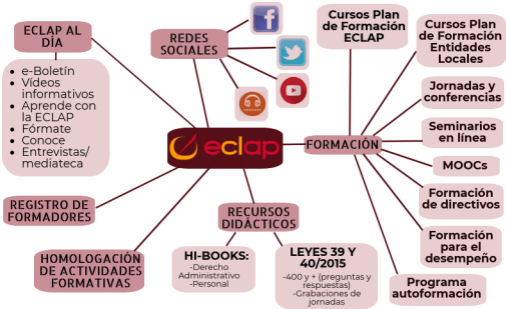 ECLAP AL
DÍA
e-Boletín
Vídeos
informativos
Aprende con
la ECLAP
Fórmate
Conoce
Entrevistas/
mediateca
REDES
SOCIALES
Cursos Plan
de Formación
ECLAP
Cursos Plan
de Formación
Entidades
Locales
Jornadas y
conferencias
Seminarios
en línea
MOOCs
Formación
de directivos
Formación
para el
desempeño
Programa
autoformación
FORMACIÓN
eclap
REGISTRO DE
FORMADORES
HOMOLOGACIÓN
DE ACTIVIDADES
FORMATIVAS
RECURSOS
DIDÁCTICOS
HI-BOOKS:
-Derecho
Administrativo
-Personal
LEYES 39 Y
40/2015
-400 y + (preguntas y
respuestas)
-Grabaciones de
jornadas